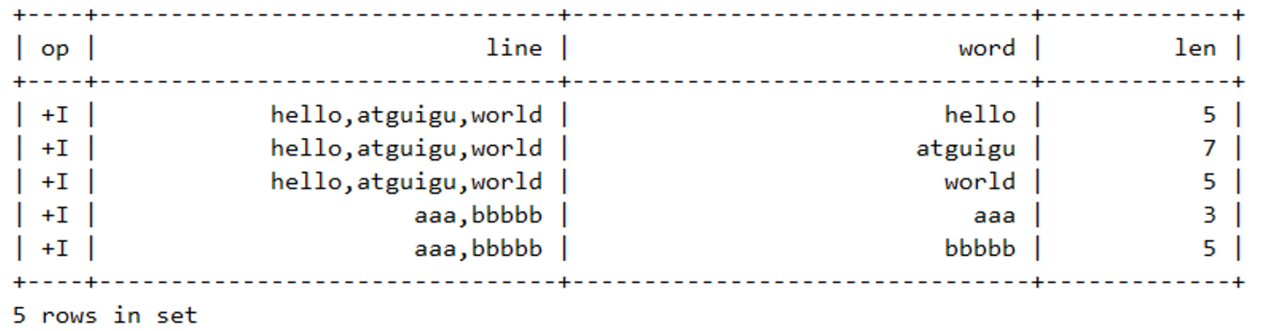 +----+--------------------------------+--------------------------------+-------------+
| op |                           line |                           word |         len |
+----+--------------------------------+--------------------------------+-------------+
| +I |            hello,atguigu,world |                          hello |           5 |
| +I |            hello,atguigu,world |                        atguigu |           7 |
| +I |            hello,atguigu,world |                          world |           5 |
| +I |                      aaa,bbbbb |                            aaa |           3 |
| +I |                      aaa,bbbbb |                          bbbbb |           5 |
+----+--------------------------------+--------------------------------+-------------+
5 rows in set